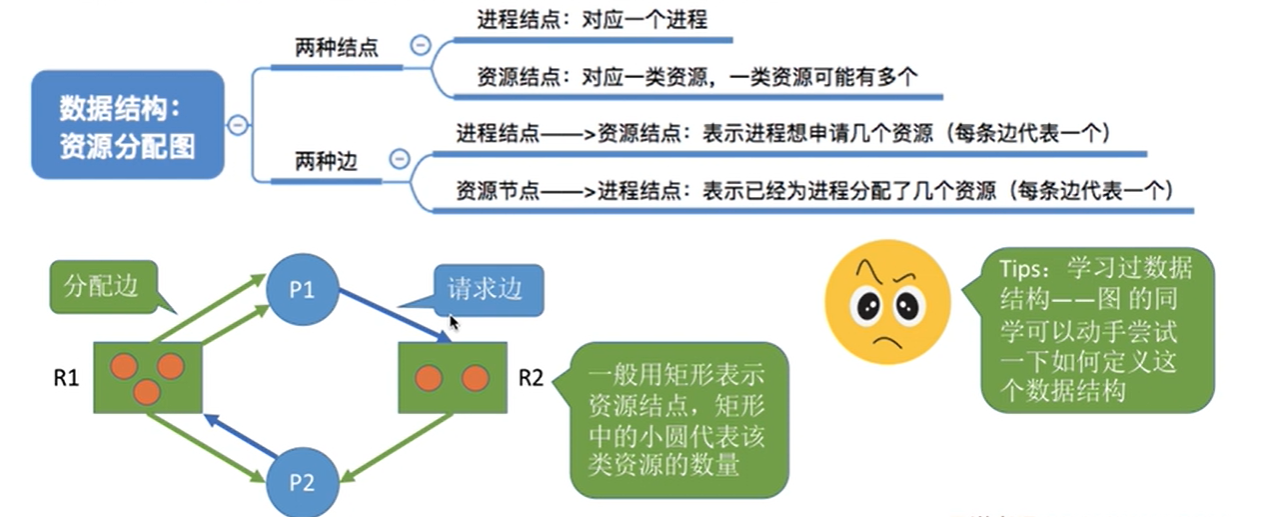 数据结构：
资源分配图
两种结点
进程结点：对应一个进程
资源结点：对应一类资源，一类资源可能有多个
两种边
进程结点——>资源结点：表示进程想申请几个资源（每条边代表一个）
资源节点——>进程结点：表示已经为进程分配了几个资源（每条边代表一个）
分配边
P1
请求边
R1
R2
P2
一般用矩形表示
资源结点，矩形
中的小圆代表该
类资源的数量
Tips：学习过数据
结构——图 的同
学可以动手尝试
一下如何定义这
个数据结构